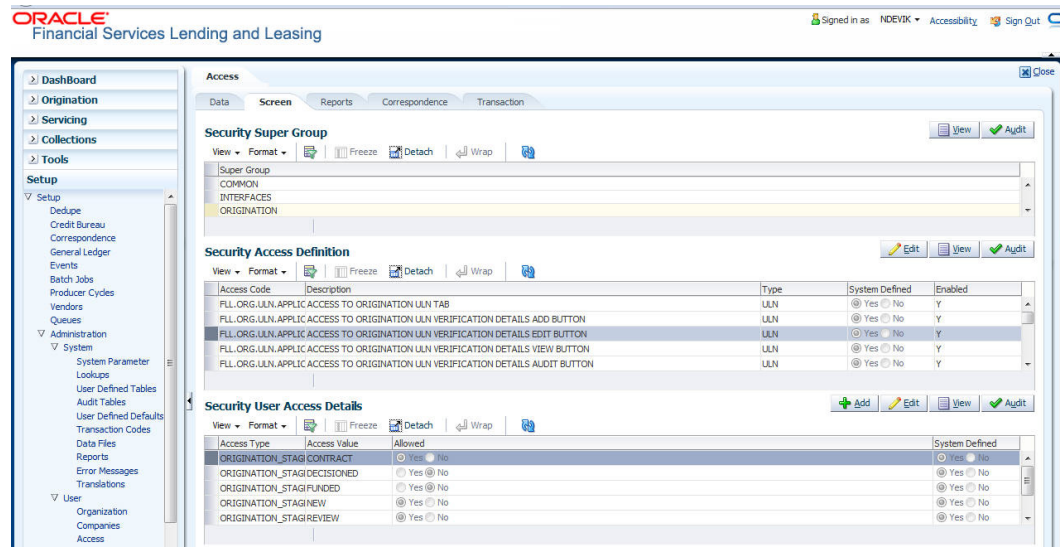 ORACLE
Financial Services Lending and Leasing
Signed in as NDEVIK Accessibility Sign Out
Close
DashBoard
Origination
Servicing
Collections
Tools
Setup
Setup
Dedupe
Credit Bureau
Correspondence
General Ledger
Events
Batch Jobs
Producer Cycles
Vendors
Queues
Administration
System
System Parameter
Lookups
User Defined Tables
Audit Tables
User Defined Defaults
Transaction Codes
Data Files
Reports
Error Messages
Translations
User
Organization
Companies
Access
Access
Data Screen Reports Correspondence Transaction
Security Super Group
View Audit
View Format Freeze Detach Wrap
Super Group
COMMON
INTERFACES
ORIGINATION
Security Access Definition
Edit View Audit
View Format Freeze Detach Wrap
Access Code Description Type System Defined Enabled
FLL.ORG.ULN.APPLIC ACCESS TO ORIGINATION ULN TAB ULN Yes No Y
FLL.ORG.ULN.APPLIC ACCESS TO ORIGINATION ULN VERIFICATION DETAILS ADD BUTTON ULN Yes No Y
FLL.ORG.ULN.APPLIC ACCESS TO ORIGINATION ULN VERIFICATION DETAILS EDIT BUTTON ULN Yes No Y
FLL.ORG.ULN.APPLIC ACCESS TO ORIGINATION ULN VERIFICATION DETAILS VIEW BUTTON ULN Yes No Y
FLL.ORG.ULN.APPLIC ACCESS TO ORIGINATION ULN VERIFICATION DETAILS AUDIT BUTTON ULN Yes No Y
Security User Access Details
Add Edit View Audit
View Format Freeze Detach Wrap
Access Type Access Value Allowed System Defined
ORIGINATION_STAGI CONTRACT Yes No Yes No
ORIGINATION_STAGI DECISIONED Yes No Yes No
ORIGINATION_STAGI FUNDED Yes No Yes No
ORIGINATION_STAGI NEW Yes No Yes No
ORIGINATION_STAGI REVIEW Yes No Yes No